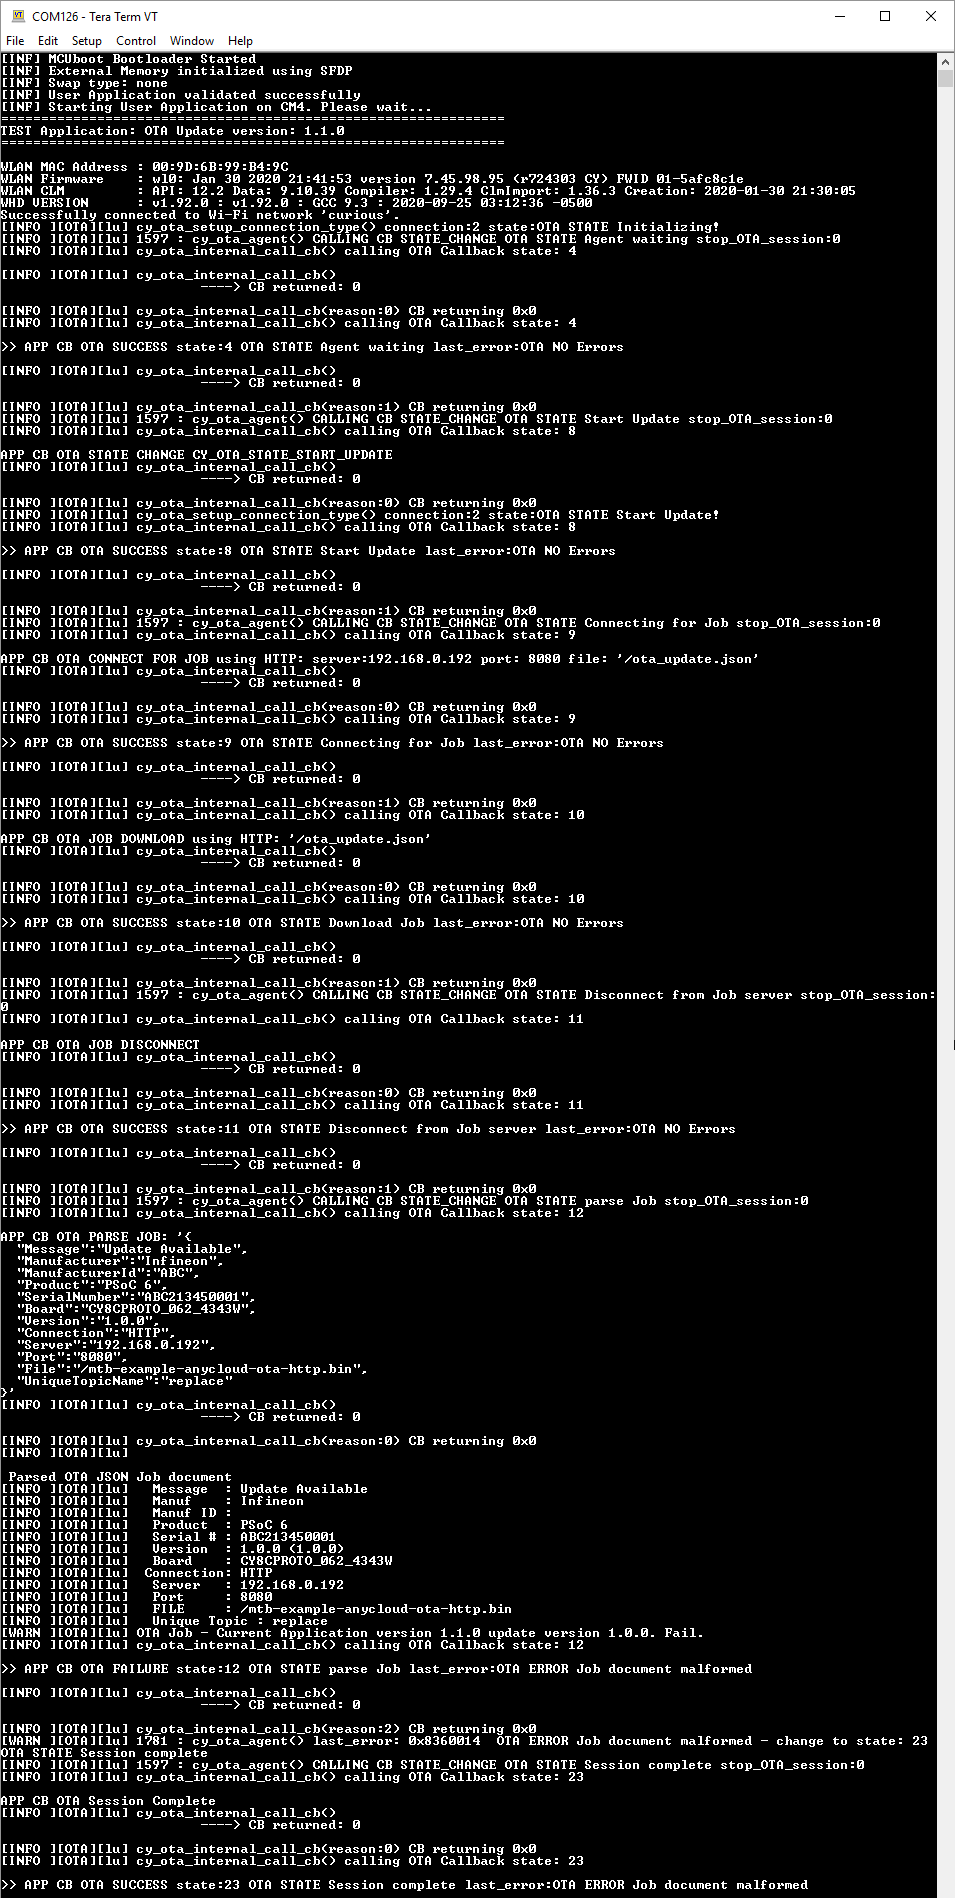 COM126 - Tera Term VT
File Edit Setup Control Window Help
[INF] MCUboot Bootloader Started
[INF] External Memory initialized using SFDP
[INF] Swap type: none
[INF] User Application validated successfully
[INF] Starting User Application on CM4. Please wait...
===============================================================
TEST Application: OTA Update version: 1.1.0
===============================================================
WLAN MAC Address : 00:9D:6B:99:B4:9C
WLAN Firmware    : wl0: Jan 30 2020 21:41:53 version 7.45.98.95 (r724303 CY) FWID 01-5afc8c1e
WLAN CLM         : API: 12.2 Data: 9.10.39 Compiler: 1.29.4 ClmImport: 1.36.3 Creation: 2020-01-30 21:30:05
WHD VERSION      : v1.92.0 : v1.92.0 : GCC 9.3 : 2020-09-25 03:12:36 -0500
Successfully connected to Wi-Fi network 'curious'.
[INFO ][OTA][lu] cy_ota_setup_connection_type() connection:2 state:OTA STATE Initializing!
[INFO ][OTA][lu] 1597 : cy_ota_agent() CALLING CB STATE_CHANGE OTA STATE Agent waiting stop_OTA_session:0
[INFO ][OTA][lu] cy_ota_internal_call_cb() calling OTA Callback state: 4
[INFO ][OTA][lu] cy_ota_internal_call_cb()
----> CB returned: 0
[INFO ][OTA][lu] cy_ota_internal_call_cb(reason:0) CB returning 0x0
[INFO ][OTA][lu] cy_ota_internal_call_cb() calling OTA Callback state: 4
>> APP CB OTA SUCCESS state:4 OTA STATE Agent waiting last_error:OTA NO Errors
[INFO ][OTA][lu] cy_ota_internal_call_cb()
----> CB returned: 0
[INFO ][OTA][lu] cy_ota_internal_call_cb(reason:1) CB returning 0x0
[INFO ][OTA][lu] 1597 : cy_ota_agent() CALLING CB STATE_CHANGE OTA STATE Start Update stop_OTA_session:0
[INFO ][OTA][lu] cy_ota_internal_call_cb() calling OTA Callback state: 8
APP CB OTA STATE CHANGE CY_OTA_STATE_START_UPDATE
[INFO ][OTA][lu] cy_ota_internal_call_cb()
----> CB returned: 0
[INFO ][OTA][lu] cy_ota_internal_call_cb(reason:0) CB returning 0x0
[INFO ][OTA][lu] cy_ota_setup_connection_type() connection:2 state:OTA STATE Start Update!
[INFO ][OTA][lu] cy_ota_internal_call_cb() calling OTA Callback state: 8
>> APP CB OTA SUCCESS state:8 OTA STATE Start Update last_error:OTA NO Errors
[INFO ][OTA][lu] cy_ota_internal_call_cb()
----> CB returned: 0
[INFO ][OTA][lu] cy_ota_internal_call_cb(reason:1) CB returning 0x0
[INFO ][OTA][lu] 1597 : cy_ota_agent() CALLING CB STATE_CHANGE OTA STATE Connecting for Job stop_OTA_session:0
[INFO ][OTA][lu] cy_ota_internal_call_cb() calling OTA Callback state: 9
APP CB OTA CONNECT FOR JOB using HTTP: server:192.168.0.192 port: 8080 file: '/ota_update.json'
[INFO ][OTA][lu] cy_ota_internal_call_cb()
----> CB returned: 0
[INFO ][OTA][lu] cy_ota_internal_call_cb(reason:0) CB returning 0x0
[INFO ][OTA][lu] cy_ota_internal_call_cb() calling OTA Callback state: 9
>> APP CB OTA SUCCESS state:9 OTA STATE Connecting for Job last_error:OTA NO Errors
[INFO ][OTA][lu] cy_ota_internal_call_cb()
----> CB returned: 0
[INFO ][OTA][lu] cy_ota_internal_call_cb(reason:1) CB returning 0x0
[INFO ][OTA][lu] cy_ota_internal_call_cb() calling OTA Callback state: 10
APP CB OTA JOB DOWNLOAD using HTTP: '/ota_update.json'
[INFO ][OTA][lu] cy_ota_internal_call_cb()
----> CB returned: 0
[INFO ][OTA][lu] cy_ota_internal_call_cb(reason:0) CB returning 0x0
[INFO ][OTA][lu] cy_ota_internal_call_cb() calling OTA Callback state: 10
>> APP CB OTA SUCCESS state:10 OTA STATE Download Job last_error:OTA NO Errors
[INFO ][OTA][lu] cy_ota_internal_call_cb()
----> CB returned: 0
[INFO ][OTA][lu] cy_ota_internal_call_cb(reason:1) CB returning 0x0
[INFO ][OTA][lu] 1597 : cy_ota_agent() CALLING CB STATE_CHANGE OTA STATE Disconnect from Job server stop_OTA_session:
0
[INFO ][OTA][lu] cy_ota_internal_call_cb() calling OTA Callback state: 11
APP CB OTA JOB DISCONNECT
[INFO ][OTA][lu] cy_ota_internal_call_cb()
----> CB returned: 0
[INFO ][OTA][lu] cy_ota_internal_call_cb(reason:0) CB returning 0x0
[INFO ][OTA][lu] cy_ota_internal_call_cb() calling OTA Callback state: 11
>> APP CB OTA SUCCESS state:11 OTA STATE Disconnect from Job server last_error:OTA NO Errors
[INFO ][OTA][lu] cy_ota_internal_call_cb()
----> CB returned: 0
[INFO ][OTA][lu] cy_ota_internal_call_cb(reason:1) CB returning 0x0
[INFO ][OTA][lu] 1597 : cy_ota_agent() CALLING CB STATE_CHANGE OTA STATE parse Job stop_OTA_session:0
[INFO ][OTA][lu] cy_ota_internal_call_cb() calling OTA Callback state: 12
APP CB OTA PARSE JOB: '{
"Message":"Update Available",
"Manufacturer":"Infineon",
"ManufacturerId":"ABC",
"Product":"PSoC 6",
"SerialNumber":"ABC213450001",
"Board":"CY8CPROTO_062_4343W",
"Version":"1.0.0",
"Connection":"HTTP",
"Server":"192.168.0.192",
"Port":"8080",
"File":"/mtb-example-anycloud-ota-http.bin",
"UniqueTopicName":"replace"
}'
[INFO ][OTA][lu] cy_ota_internal_call_cb()
----> CB returned: 0
[INFO ][OTA][lu] cy_ota_internal_call_cb(reason:0) CB returning 0x0
[INFO ][OTA][lu]
Parsed OTA JSON Job document
[INFO ][OTA][lu]   Message  : Update Available
[INFO ][OTA][lu]   Manuf    : Infineon
[INFO ][OTA][lu]   Manuf ID :
[INFO ][OTA][lu]   Product  : PSoC 6
[INFO ][OTA][lu]   Serial # : ABC213450001
[INFO ][OTA][lu]   Version  : 1.0.0 (1.0.0)
[INFO ][OTA][lu]   Board    : CY8CPROTO_062_4343W
[INFO ][OTA][lu]  Connection: HTTP
[INFO ][OTA][lu]   Server   : 192.168.0.192
[INFO ][OTA][lu]   Port     : 8080
[INFO ][OTA][lu]   FILE     : /mtb-example-anycloud-ota-http.bin
[INFO ][OTA][lu]   Unique Topic : replace
[WARN ][OTA][lu] OTA Job - Current Application version 1.1.0 update version 1.0.0. Fail.
[INFO ][OTA][lu] cy_ota_internal_call_cb() calling OTA Callback state: 12
>> APP CB OTA FAILURE state:12 OTA STATE parse Job last_error:OTA ERROR Job document malformed
[INFO ][OTA][lu] cy_ota_internal_call_cb()
----> CB returned: 0
[INFO ][OTA][lu] cy_ota_internal_call_cb(reason:2) CB returning 0x0
[WARN ][OTA][lu] 1781 : cy_ota_agent() last_error: 0x8360014  OTA ERROR Job document malformed - change to state: 23
OTA STATE Session complete
[INFO ][OTA][lu] 1597 : cy_ota_agent() CALLING CB STATE_CHANGE OTA STATE Session complete stop_OTA_session:0
[INFO ][OTA][lu] cy_ota_internal_call_cb() calling OTA Callback state: 23
APP CB OTA Session Complete
[INFO ][OTA][lu] cy_ota_internal_call_cb()
----> CB returned: 0
[INFO ][OTA][lu] cy_ota_internal_call_cb(reason:0) CB returning 0x0
[INFO ][OTA][lu] cy_ota_internal_call_cb() calling OTA Callback state: 23
>> APP CB OTA SUCCESS state:23 OTA STATE Session complete last_error:OTA ERROR Job document malformed